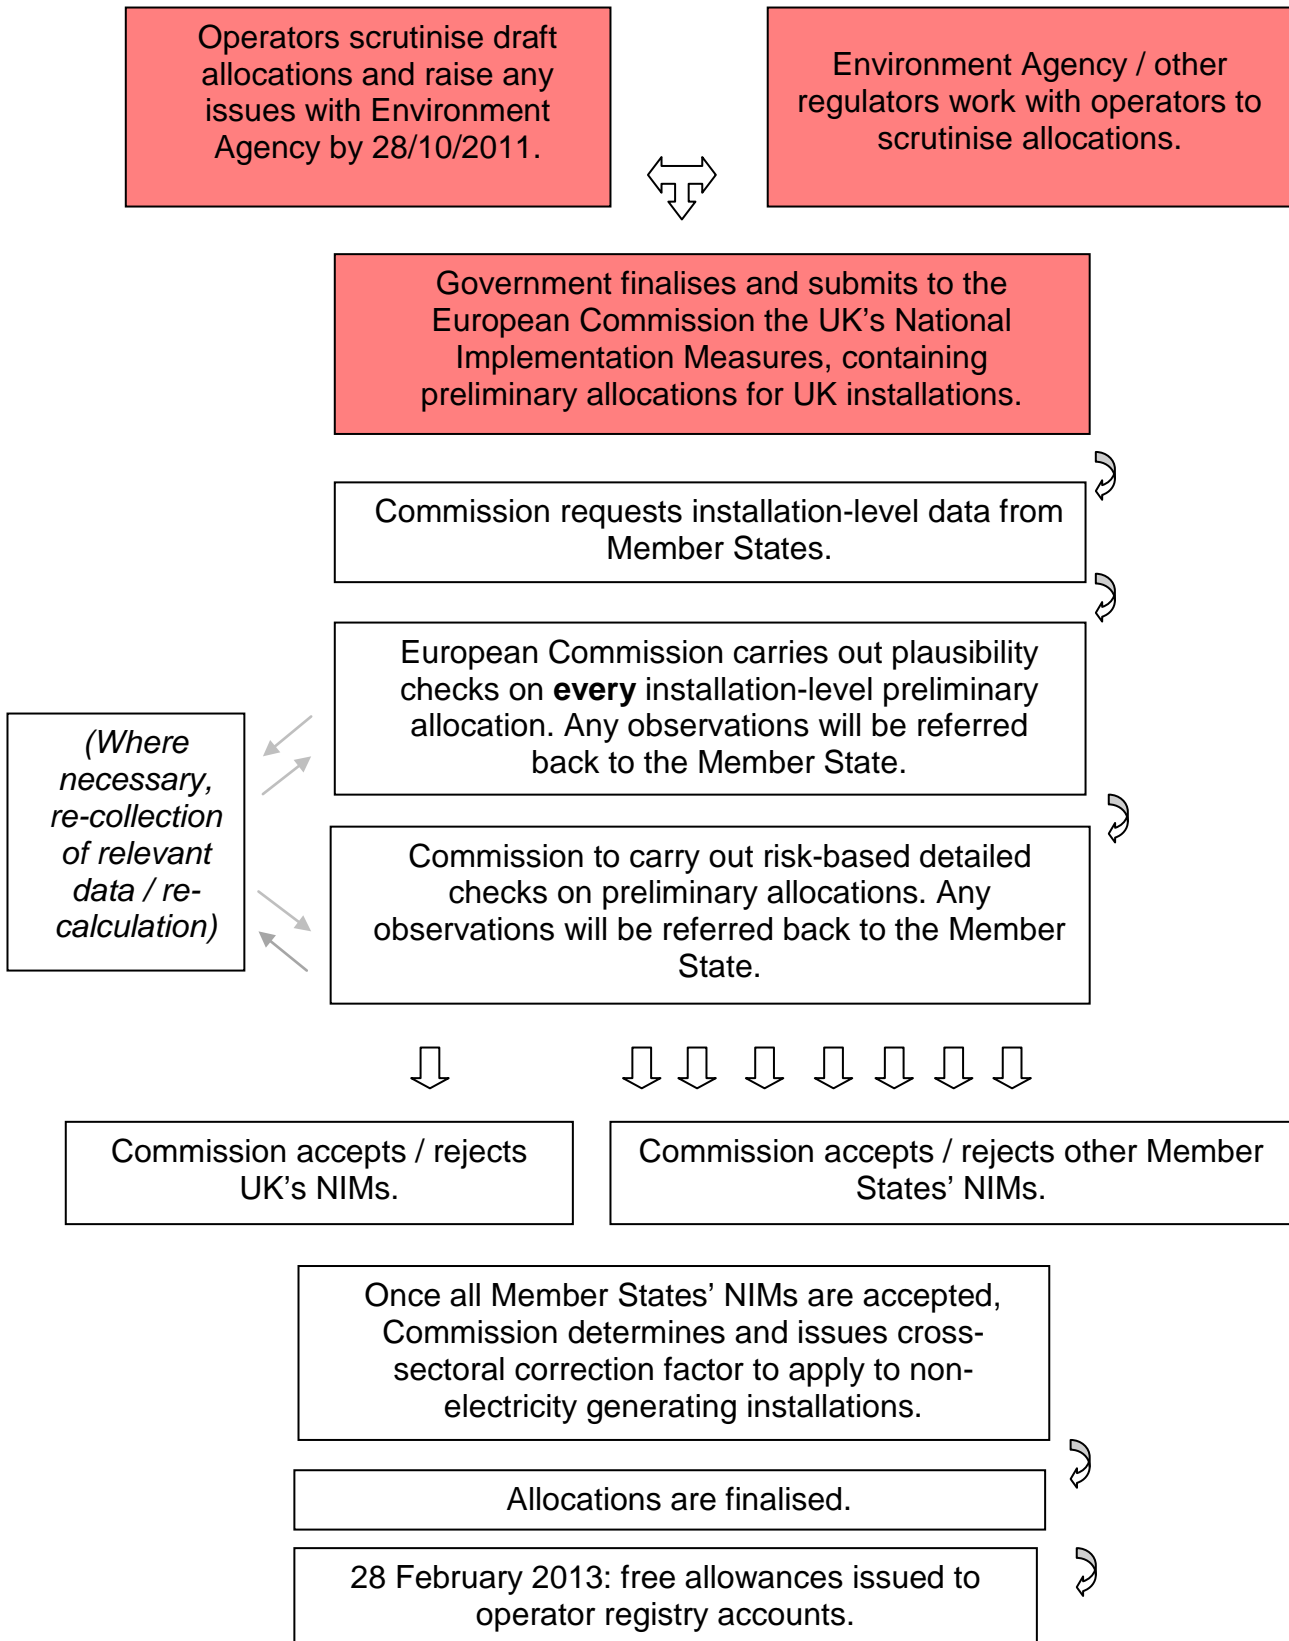 Operators scrutinise draft
allocations and raise any
issues with Environment
Agency by 28/10/2011.
Environment Agency / other
regulators work with operators to
scrutinise allocations.
Government finalises and submits to the
European Commission the UK’s National
Implementation Measures, containing
preliminary allocations for UK installations.
Commission requests installation-level data from
Member States.
European Commission carries out plausibility
checks on every installation-level preliminary
allocation. Any observations will be referred
back to the Member State.
(Where
necessary,
re-collection
of relevant
data / re-
calculation)
Commission to carry out risk-based detailed
checks on preliminary allocations. Any
observations will be referred back to the Member
State.
Commission accepts / rejects
UK’s NIMs.
Commission accepts / rejects other Member
States’ NIMs.
Once all Member States’ NIMs are accepted,
Commission determines and issues cross-
sectoral correction factor to apply to non-
electricity generating installations.
Allocations are finalised.
28 February 2013: free allowances issued to
operator registry accounts.